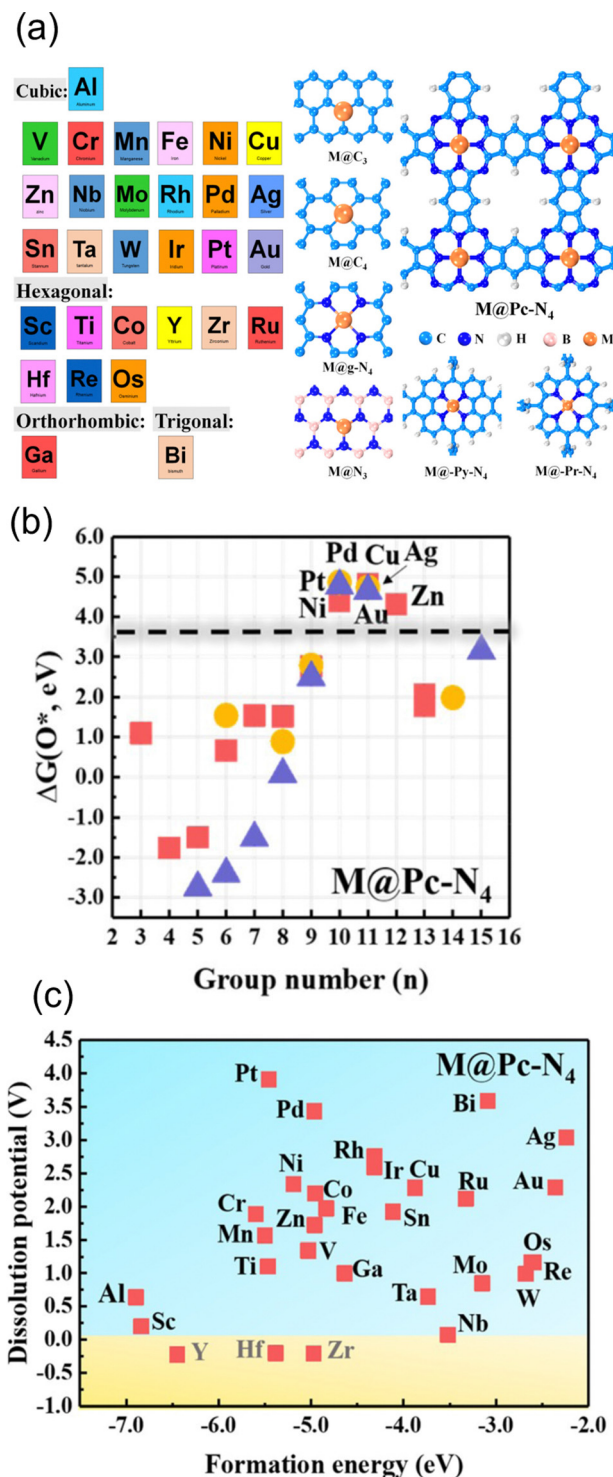 (a)
Cubic: Al
Aluminum
V Cr Mn Fe Ni Cu
Vanadium Chromium Manganese Iron Nickel Copper
Zn Nb Mo Rh Pd Ag
zinc Niobium Molybdenum Rhodium Palladium Silver
Sn Ta W Ir Pt Au
Stannum tantalum Tungsten Iridium Platinum Gold
Hexagonal:
Sc Ti Co Y Zr Ru
Scandium Titanium Cobalt Yttrium Zirconium Ruthenium
Hf Re Os
Hafnium Rhenium Osmium
Orthorhombic: Trigonal:
Ga Bi
Gallium bismuth
M@C3
M@C4
M@g-N4
M@N3
M@Pc-N4
C N H B M
M@-Py-N4 M@-Pr-N4
(b)
ΔG(O*, eV)
6.0
5.0
4.0
3.0
2.0
1.0
0.0
-1.0
-2.0
-3.0
Pd Cu Ag
Pt
Ni Au Zn
M@Pc-N4
2 3 4 5 6 7 8 9 10 11 12 13 14 15 16
Group number (n)
(c)
Dissolution potential (V)
4.5
4.0
3.5
3.0
2.5
2.0
1.5
1.0
0.5
0.0
-0.5
-1.0
M@Pc-N4
Pt
Bi
Pd
Ag
Rh
Ni Ir Cu
Co Ru Au
Cr Zn Fe Sn
Mn
V Os
Ti Ga Mo Re
Al Ta W
Sc
Nb
Y Hf Zr
-7.0 -6.0 -5.0 -4.0 -3.0 -2.0
Formation energy (eV)